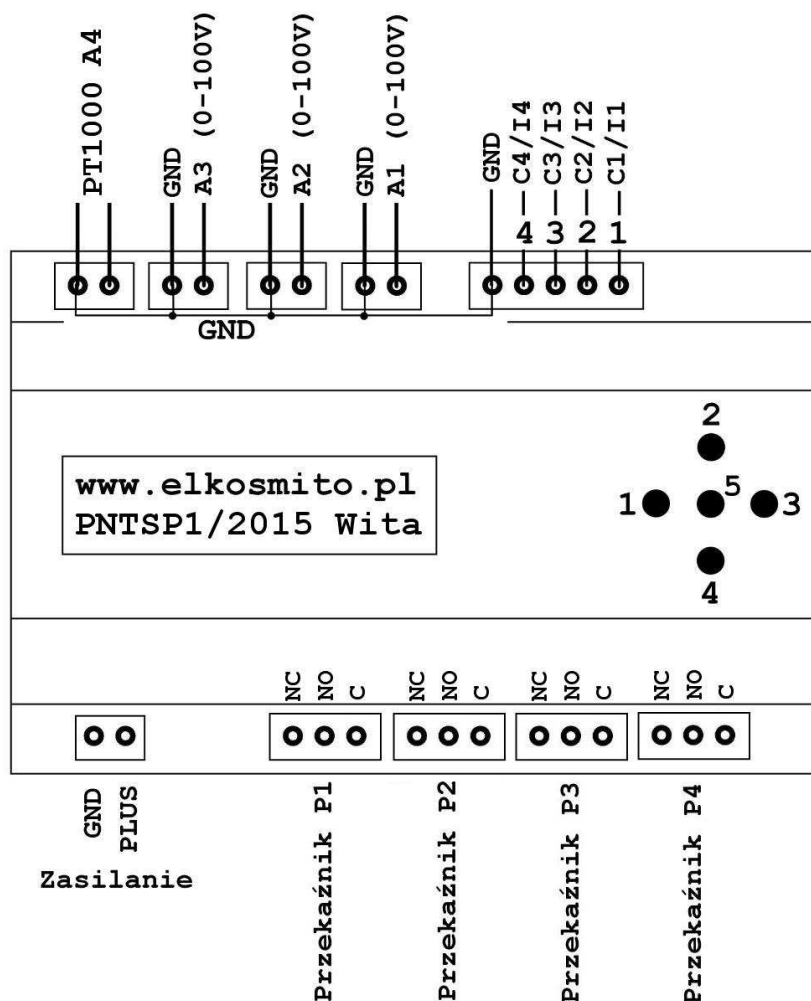 PT1000 A4
GND
A3 (0-100V)
GND
A2 (0-100V)
GND
A1 (0-100V)
GND
4—C4/I4
3—C3/I3
2—C2/I2
1—C1/I1
GND
www.elkosmito.pl
PNTSP1/2015 Wita
2
1
5
3
4
NC
NO
C
NC
NO
C
NC
NO
C
NC
NO
C
GND
PLUS
Zasilanie
Przekaźnik P1
Przekaźnik P2
Przekaźnik P3
Przekaźnik P4